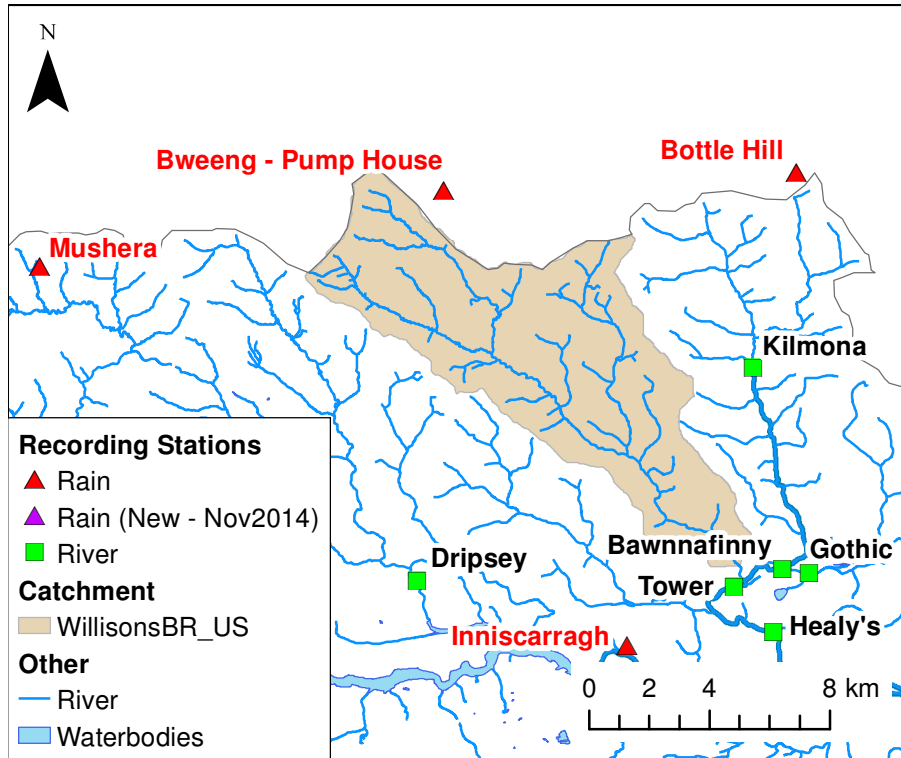 N
Bweeng - Pump House
Bottle Hill
Mushera
Kilmona
Recording Stations
Rain
Rain (New - Nov2014)
River
Catchment
WillisonsBR_US
Other
River
Waterbodies
Dripsey
Bawnnafinny
Gothic
Tower
Inniscarragh
Healy's
0 2 4 8 km